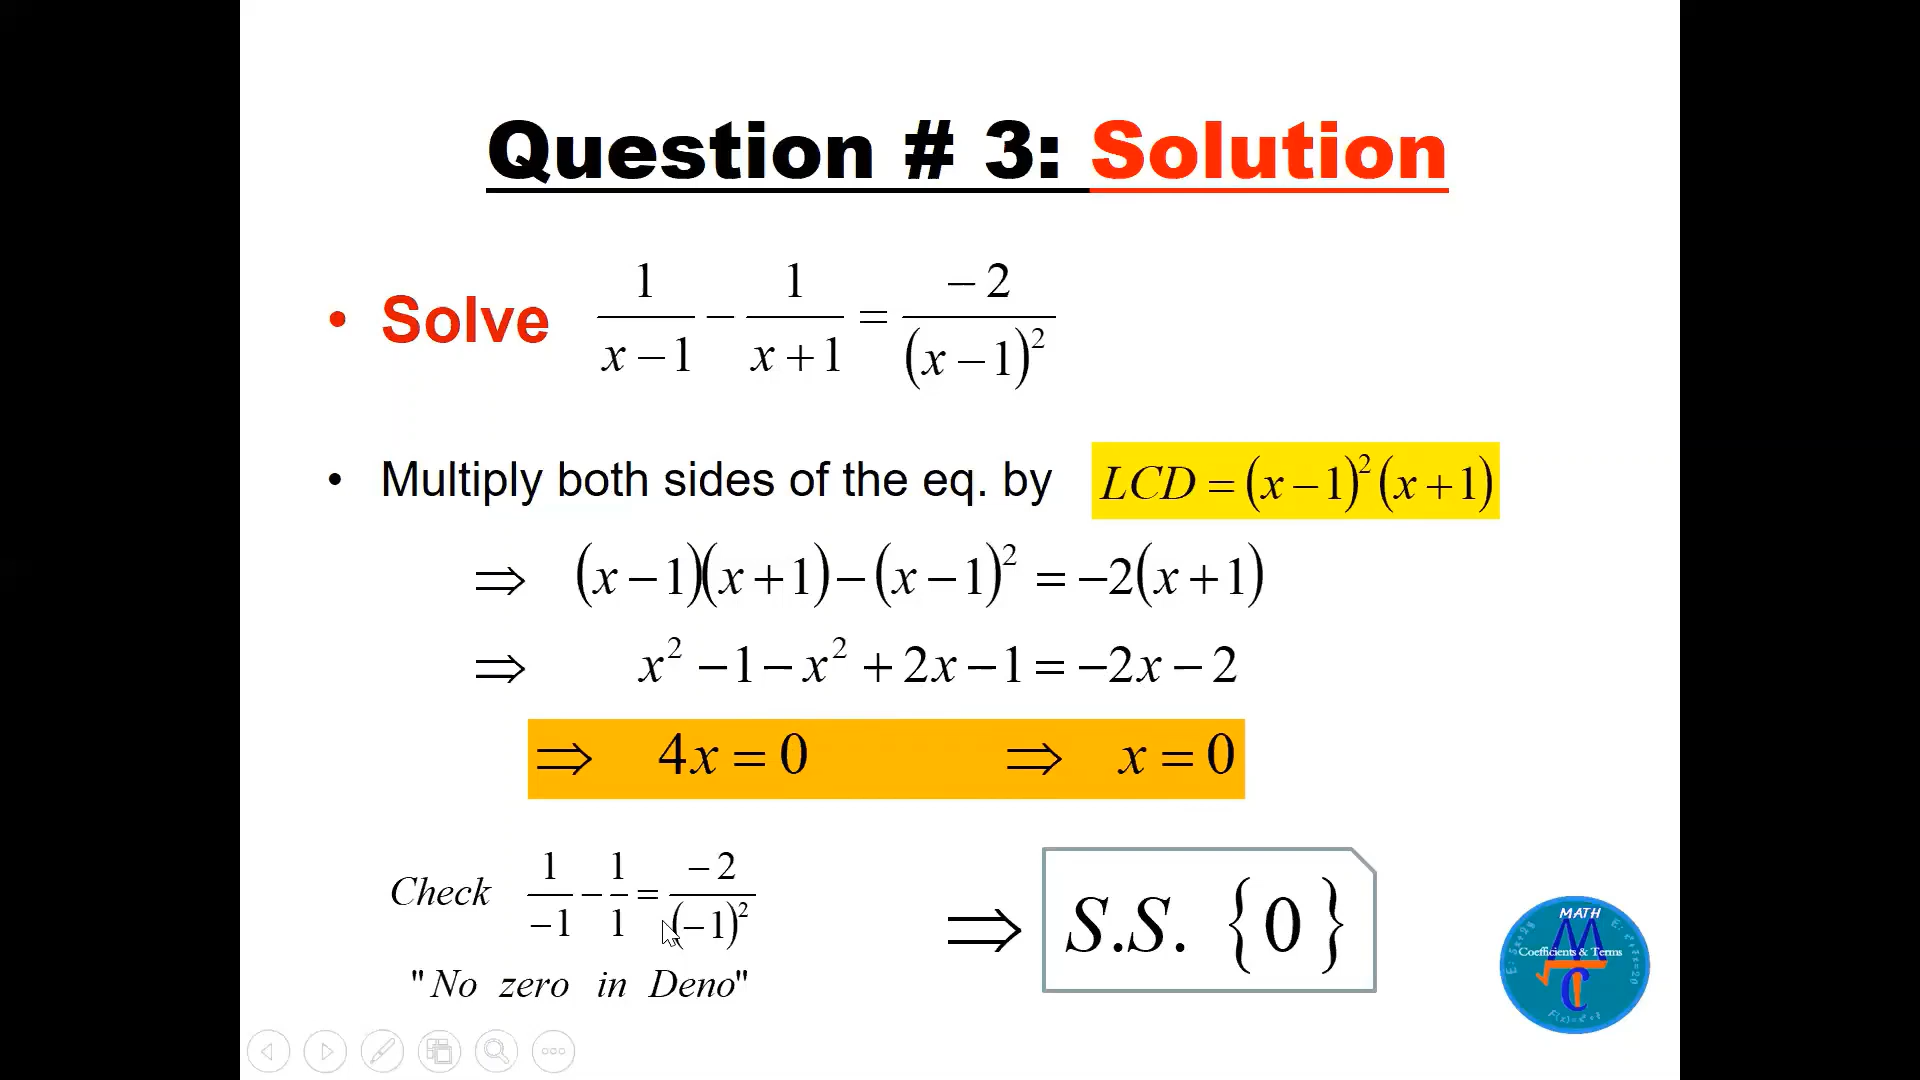 Question # 3: Solution
• Solve 1/(x−1) − 1/(x+1) = −2/(x−1)²
• Multiply both sides of the eq. by LCD = (x−1)²(x+1)
⇒ (x−1)(x+1)−(x−1)² = −2(x+1)
⇒ x² −1− x² + 2x −1 = −2x − 2
⇒ 4x = 0 ⇒ x = 0
Check 1/−1 − 1/1 = −2/(−1)²
"No zero in Deno"
⇒ S.S. {0}
MATH
Coefficients & Terms
M
C